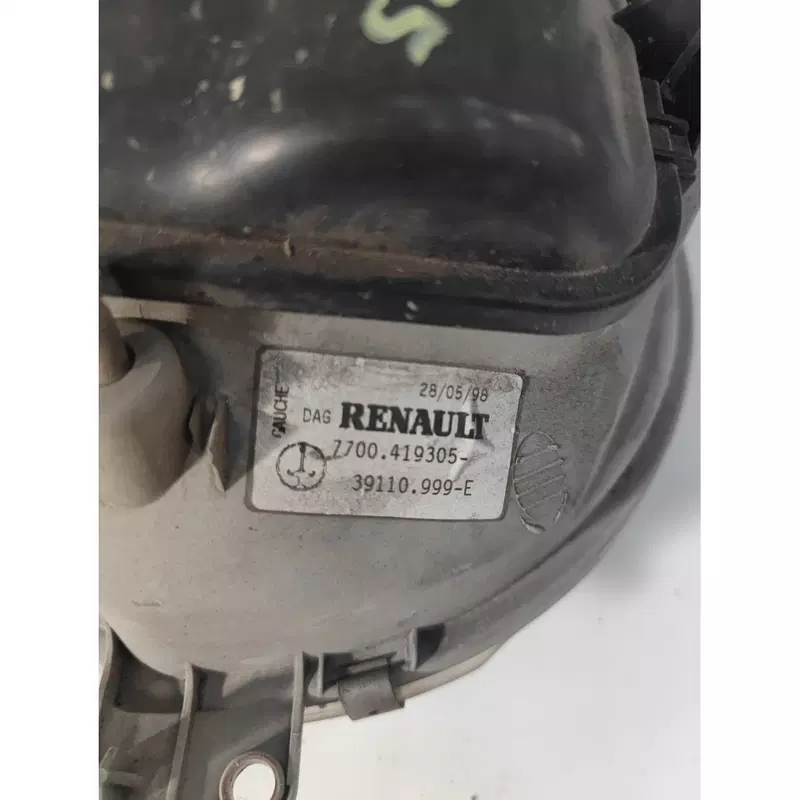 GAUCHE
28/05/98
DAG RENAULT
7700.419305-
39110.999-E